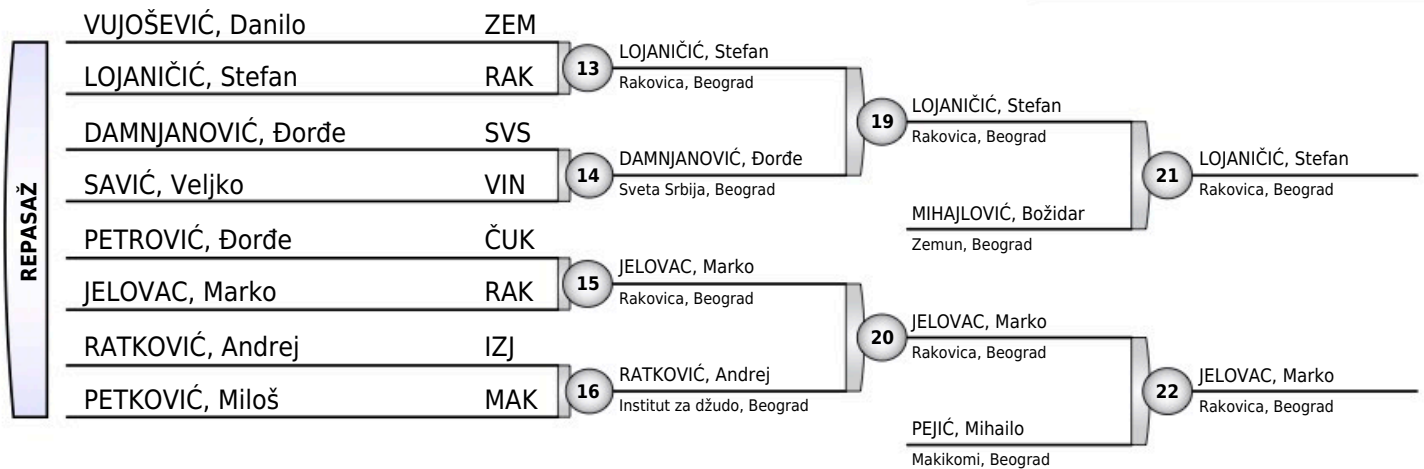 REPASAŽ
VUJOŠEVIĆ, Danilo ZEM
LOJANIČIĆ, Stefan RAK
DAMNJANOVIĆ, Đorđe SVS
SAVIĆ, Veljko VIN
PETROVIĆ, Đorđe ČUK
JELOVAC, Marko RAK
RATKOVIĆ, Andrej IZJ
PETKOVIĆ, Miloš MAK
13
LOJANIČIĆ, Stefan
Rakovica, Beograd
14
DAMNJANOVIĆ, Đorđe
Sveta Srbija, Beograd
15
JELOVAC, Marko
Rakovica, Beograd
16
RATKOVIĆ, Andrej
Institut za džudo, Beograd
19
LOJANIČIĆ, Stefan
Rakovica, Beograd
MIHAJLOVIĆ, Božidar
Zemun, Beograd
20
JELOVAC, Marko
Rakovica, Beograd
PEJIĆ, Mihailo
Makikomi, Beograd
21
LOJANIČIĆ, Stefan
Rakovica, Beograd
22
JELOVAC, Marko
Rakovica, Beograd